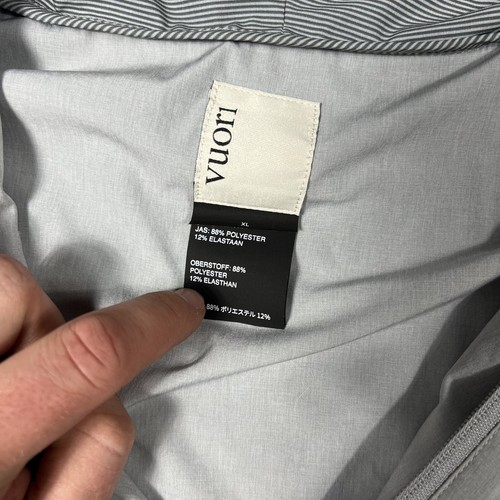 vuori
XL
JAS: 88% POLYESTER
12% ELASTAAN
OBERSTOFF: 88%
POLYESTER
12% ELASTHAN
88% ポリエステル 12%